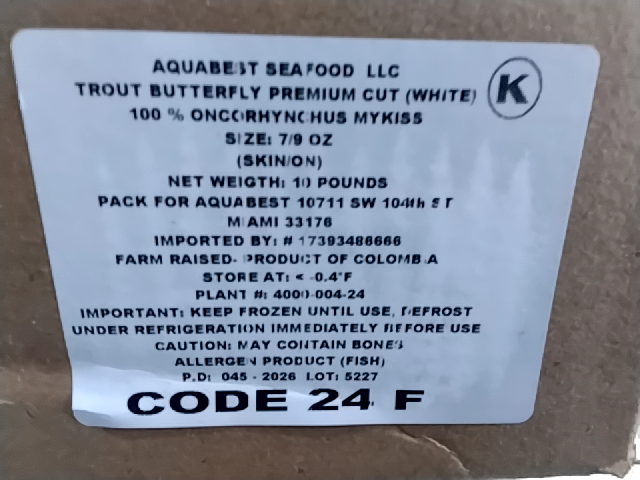 AQUABEST SEAFOOD LLC
TROUT BUTTERFLY PREMIUM CUT (WHITE)
K
100 % ONCORHYNCHUS MYKISS
SIZE: 7/9 OZ
(SKIN/ON)
NET WEIGTH: 10 POUNDS
PACK FOR AQUABEST 10711 SW 104th ST
MIAMI 33176
IMPORTED BY: # 17393486666
FARM RAISED- PRODUCT OF COLOMBIA
STORE AT: < -0.4°F
PLANT #: 4000-004-24
IMPORTANT: KEEP FROZEN UNTIL USE, DEFROST
UNDER REFRIGERATION IMMEDIATELY BEFORE USE
CAUTION: MAY CONTAIN BONES
ALLERGEN PRODUCT (FISH)
P.D: 045 - 2026 LOT: 5227
CODE 24 F